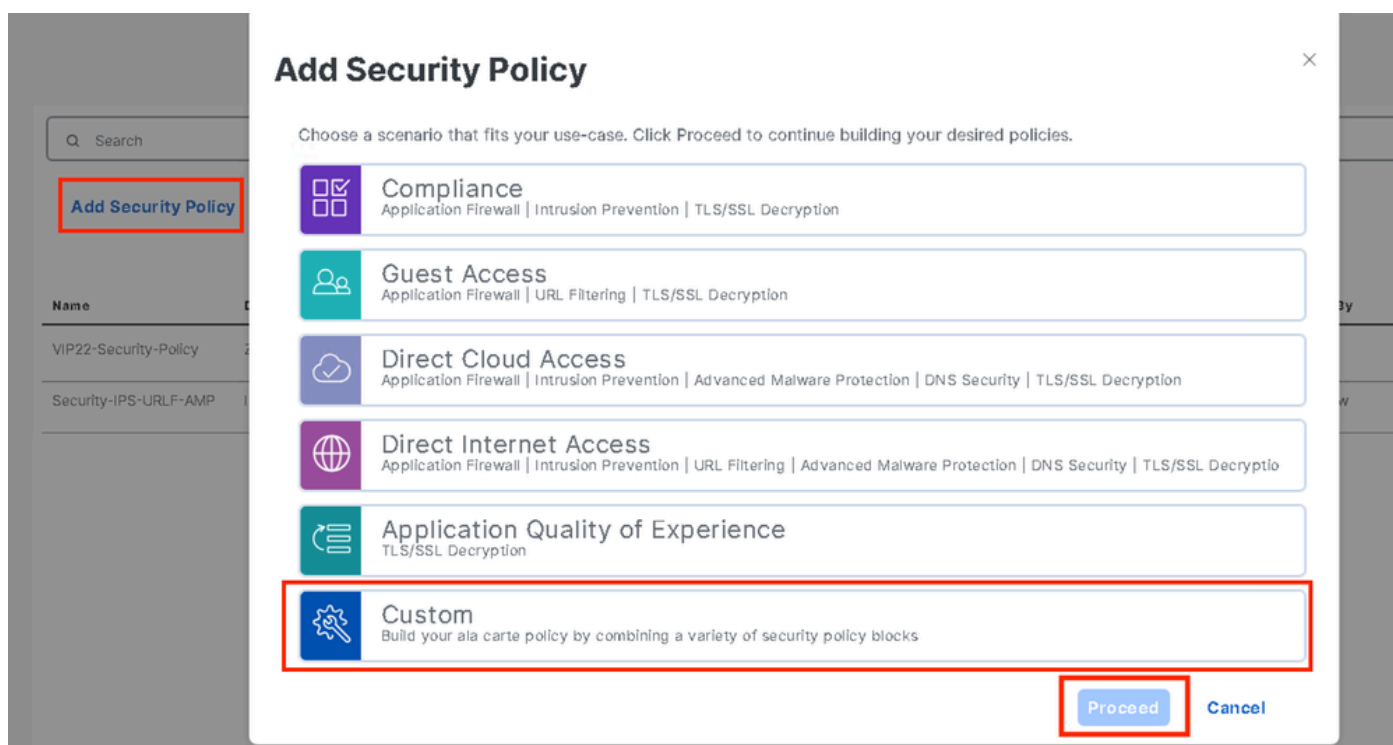 Add Security Policy
Choose a scenario that fits your use-case. Click Proceed to continue building your desired policies.
Search
Add Security Policy
Compliance
Application Firewall | Intrusion Prevention | TLS/SSL Decryption
Guest Access
Application Firewall | URL Filtering | TLS/SSL Decryption
Name
By
VIP22-Security-Policy
Direct Cloud Access
Application Firewall | Intrusion Prevention | Advanced Malware Protection | DNS Security | TLS/SSL Decryption
Security-IPS-URLF-AMP
Direct Internet Access
Application Firewall | Intrusion Prevention | URL Filtering | Advanced Malware Protection | DNS Security | TLS/SSL Decryptio
Application Quality of Experience
TLS/SSL Decryption
Custom
Build your ala carte policy by combining a variety of security policy blocks
Proceed
Cancel